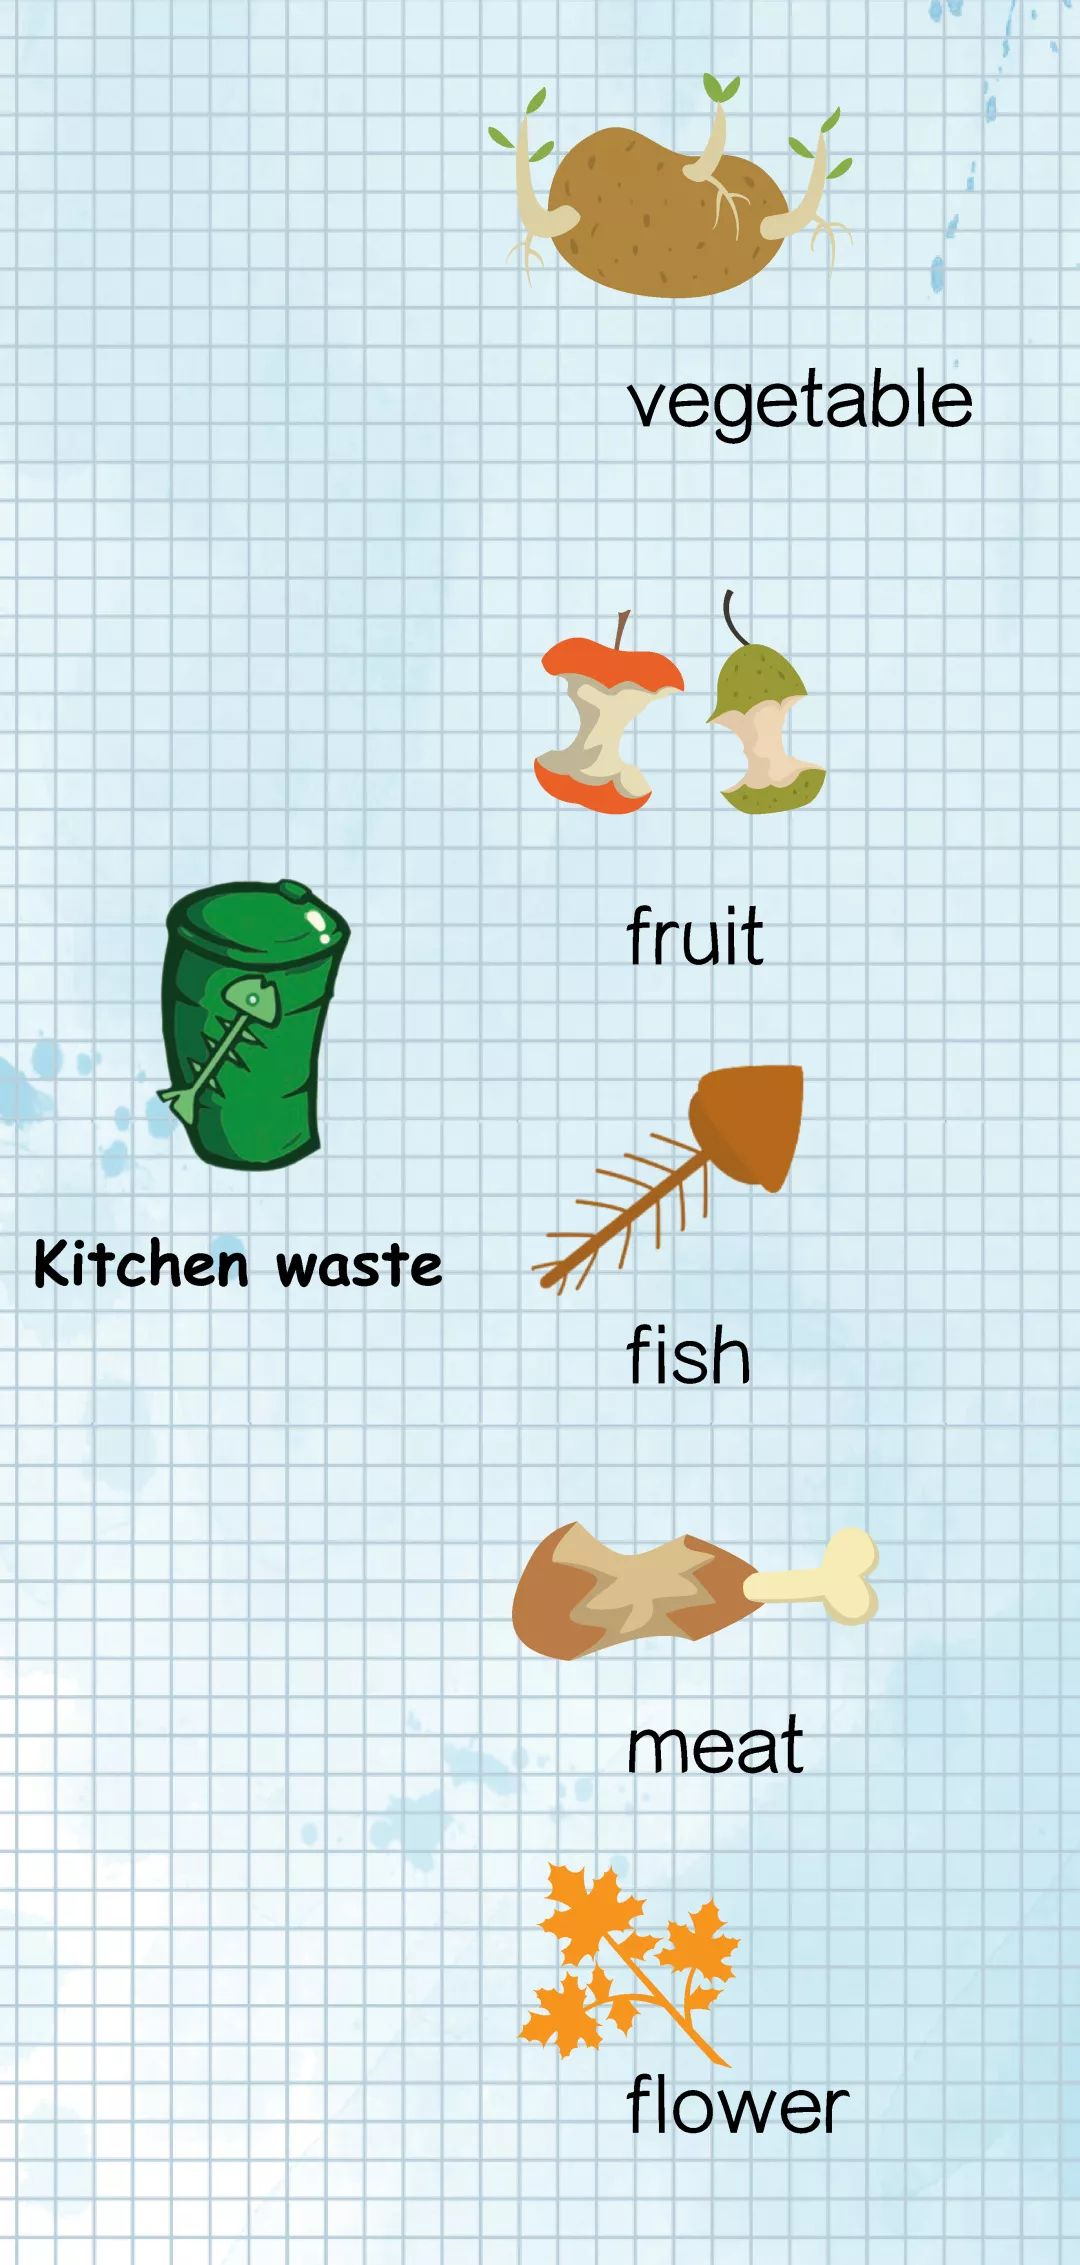 vegetable
fruit
Kitchen waste
fish
meat
flower